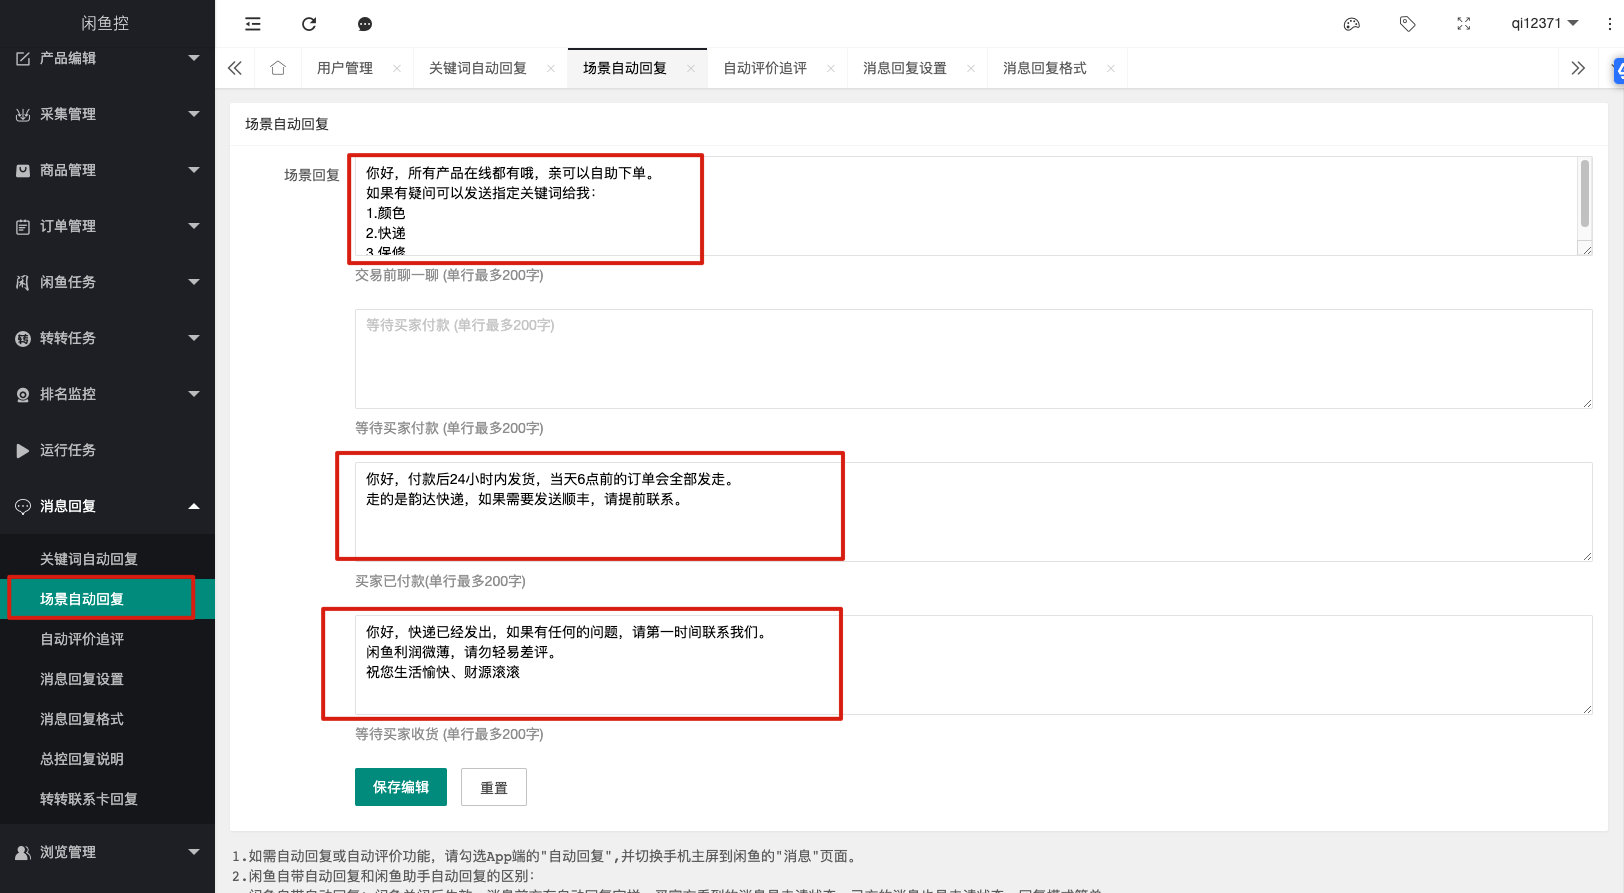 闲鱼控
qi12371
产品编辑
采集管理
商品管理
订单管理
闲鱼任务
转转任务
排名监控
运行任务
消息回复
关键词自动回复
场景自动回复
自动评价追评
消息回复设置
消息回复格式
总控回复说明
转转联系卡回复
浏览管理
用户管理
关键词自动回复
场景自动回复
自动评价追评
消息回复设置
消息回复格式
场景自动回复
场景回复
你好，所有产品在线都有哦，亲可以自助下单。
如果有疑问可以发送指定关键词给我：
1.颜色
2.快递
3.保修
交易前聊一聊 (单行最多200字)
等待买家付款 (单行最多200字)
等待买家付款 (单行最多200字)
你好，付款后24小时内发货，当天6点前的订单会全部发走。
走的是韵达快递，如果需要发送顺丰，请提前联系。
买家已付款(单行最多200字)
你好，快递已经发出，如果有任何的问题，请第一时间联系我们。
闲鱼利润微薄，请勿轻易差评。
祝您生活愉快、财源滚滚
等待买家收货 (单行最多200字)
保存编辑
重置
1.如需自动回复或自动评价功能，请勾选App端的"自动回复",并切换手机主屏到闲鱼的"消息"页面。
2.闲鱼自带自动回复和闲鱼助手自动回复的区别：